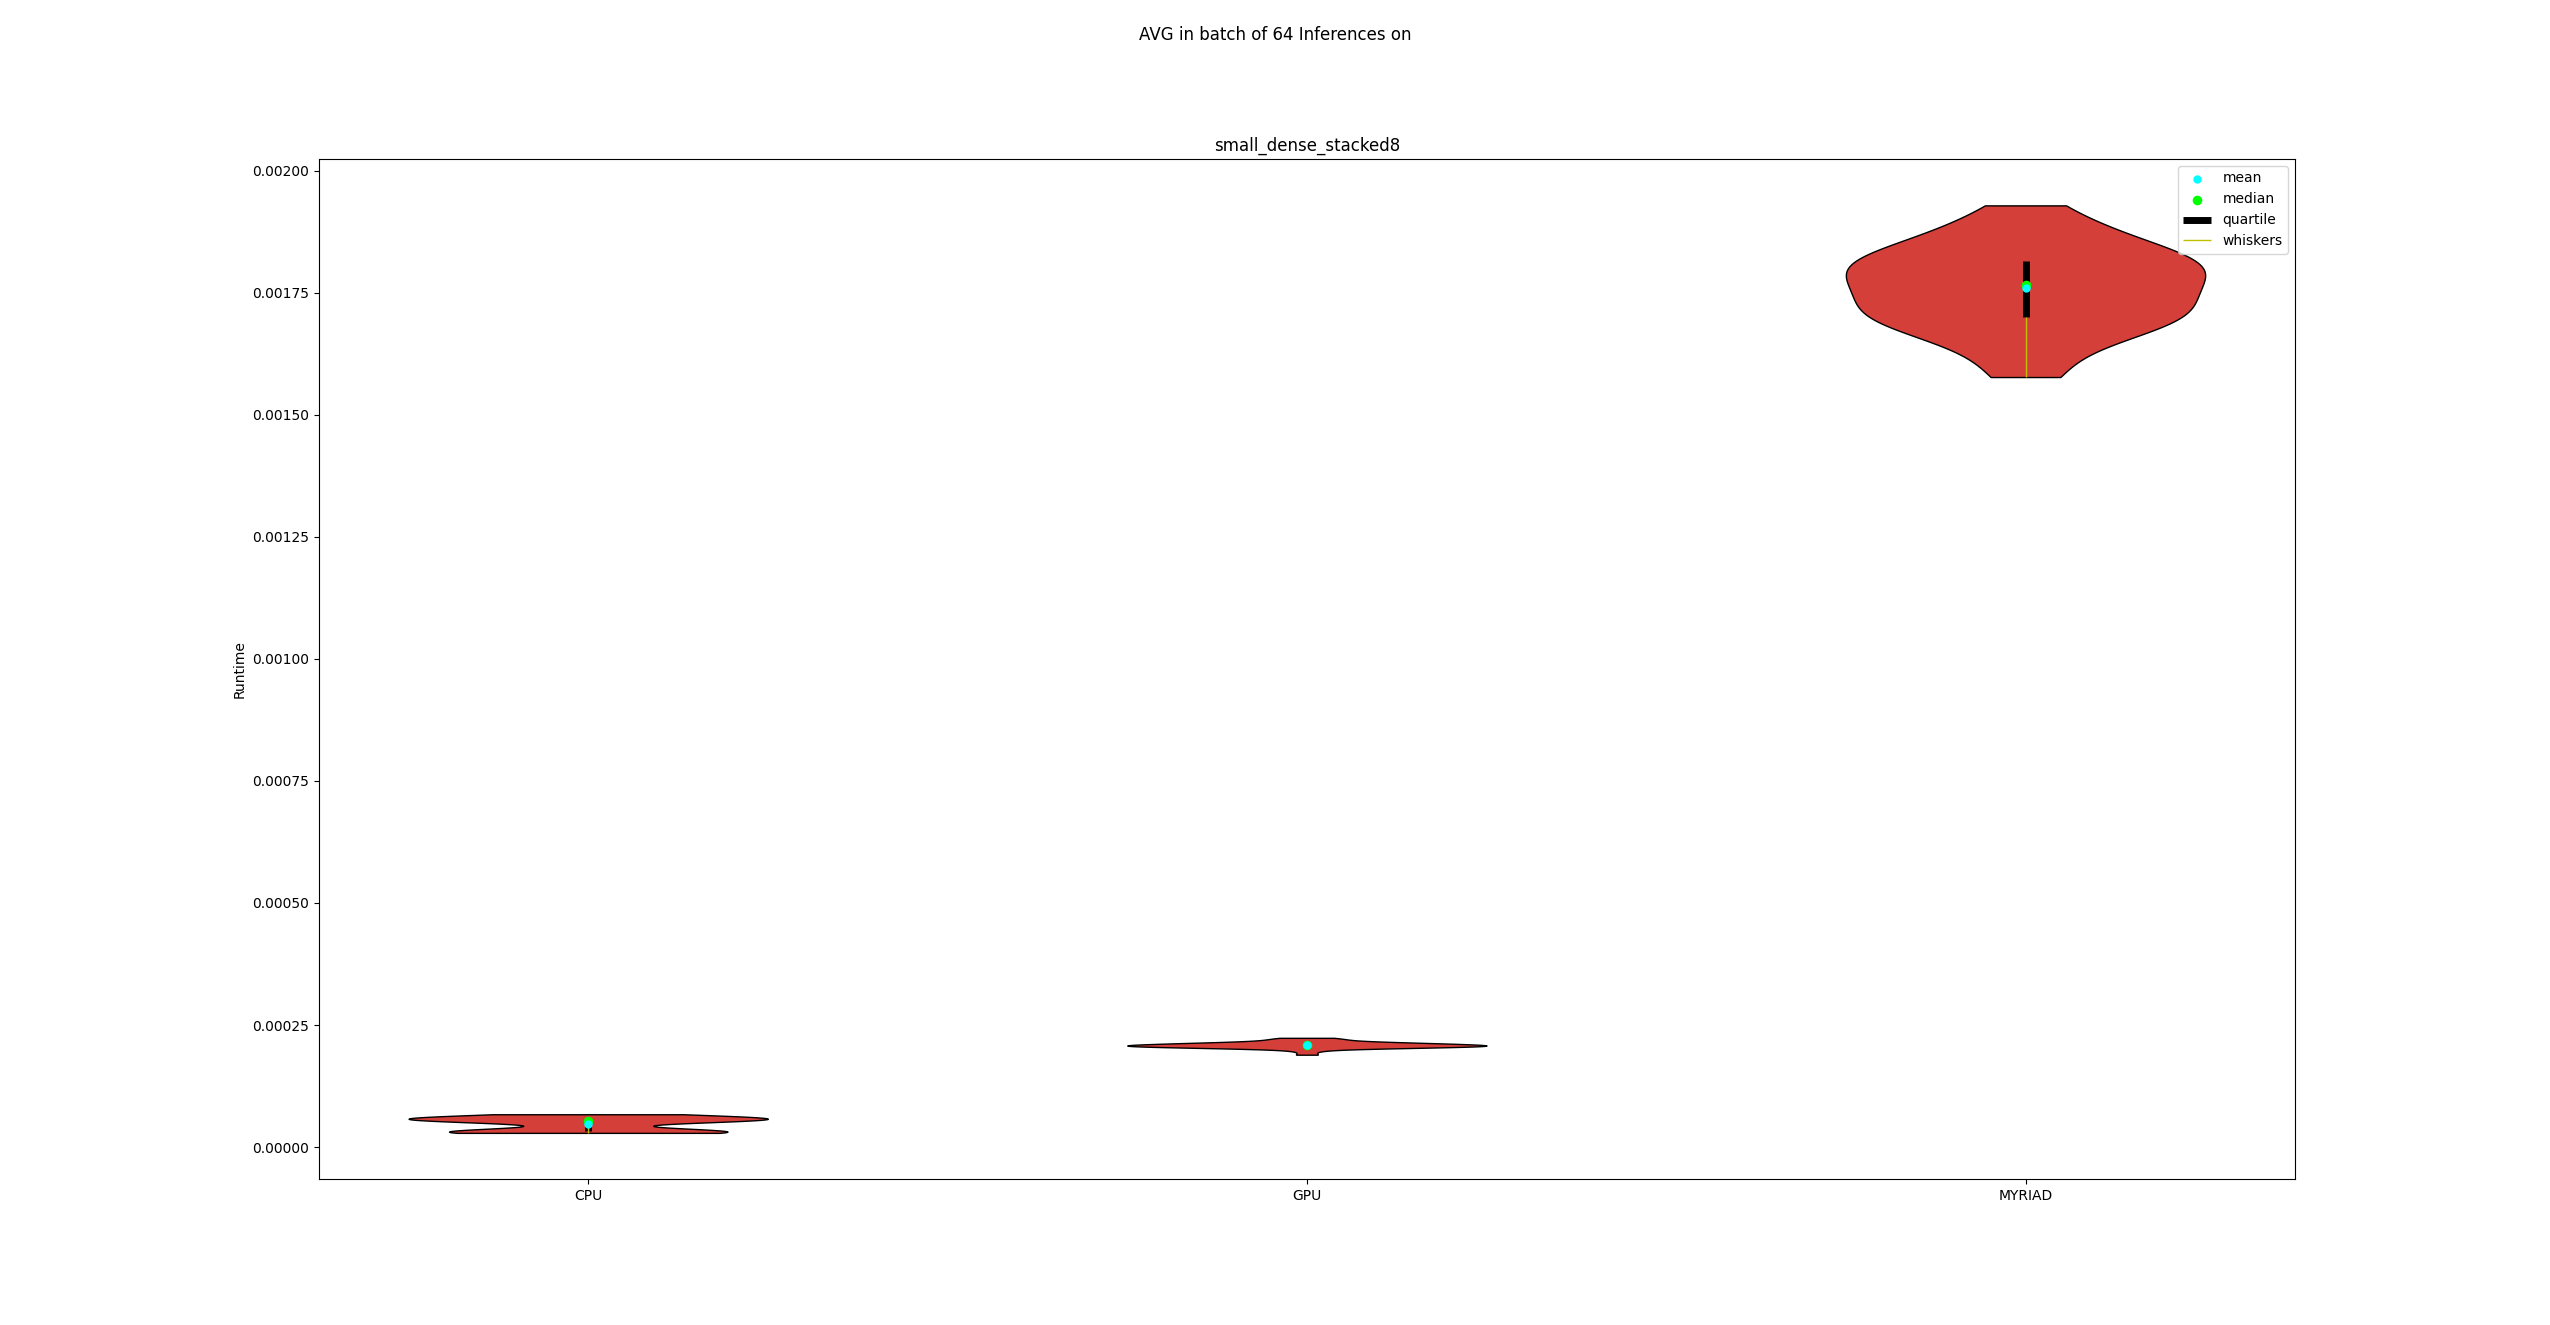 AVG in batch of 64 Inferences on
small_dense_stacked8
0.00200
0.00175
0.00150
0.00125
0.00100
0.00075
0.00050
0.00025
0.00000
Runtime
mean
median
quartile
whiskers
CPU
GPU
MYRIAD